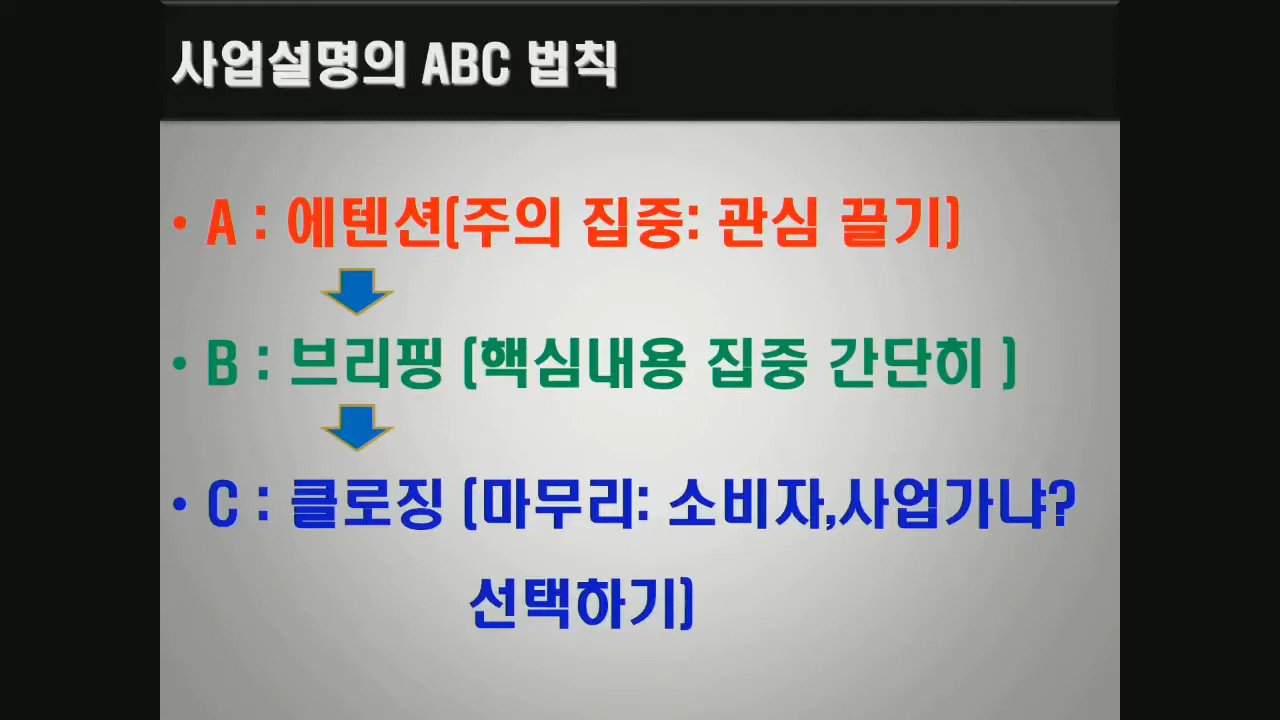 사업설명의 ABC 법칙
• A : 에텐션(주의 집중: 관심 끌기)
• B : 브리핑 (핵심내용 집중 간단히 )
• C : 클로징 (마무리: 소비자,사업가냐?
선택하기)